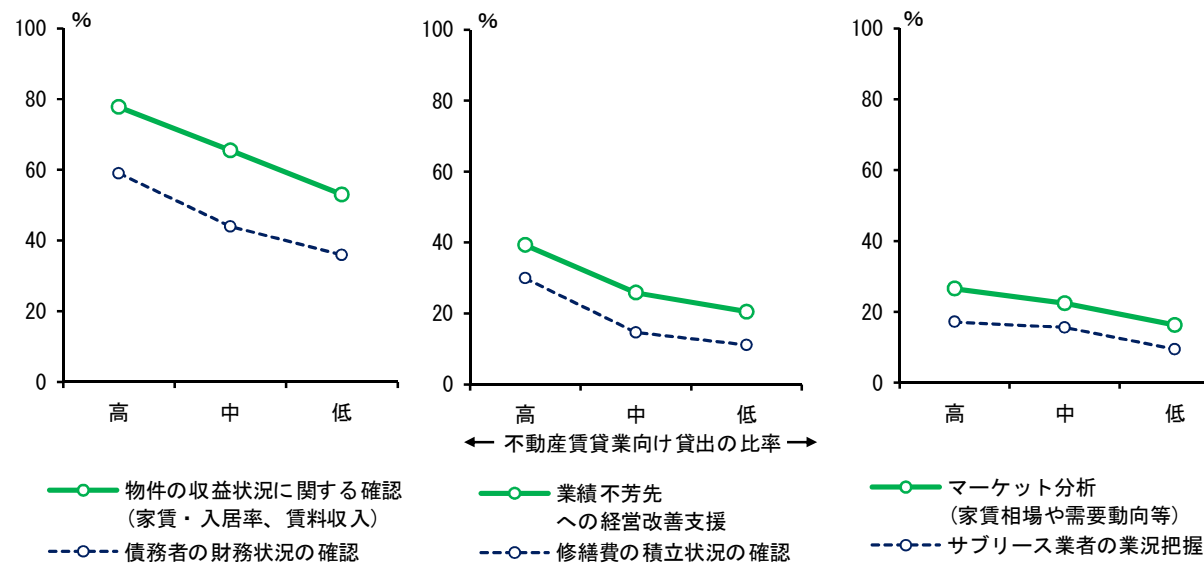 %
100
80
60
40
20
0
高 中 低
物件の収益状況に関する確認
（家賃・入居率、賃料収入）
債務者の財務状況の確認
%
100
80
60
40
20
0
高 中 低
← 不動産賃貸業向け貸出の比率 →
業績不芳先
への経営改善支援
修繕費の積立状況の確認
%
100
80
60
40
20
0
高 中 低
マーケット分析
（家賃相場や需要動向等）
サブリース業者の業況把握